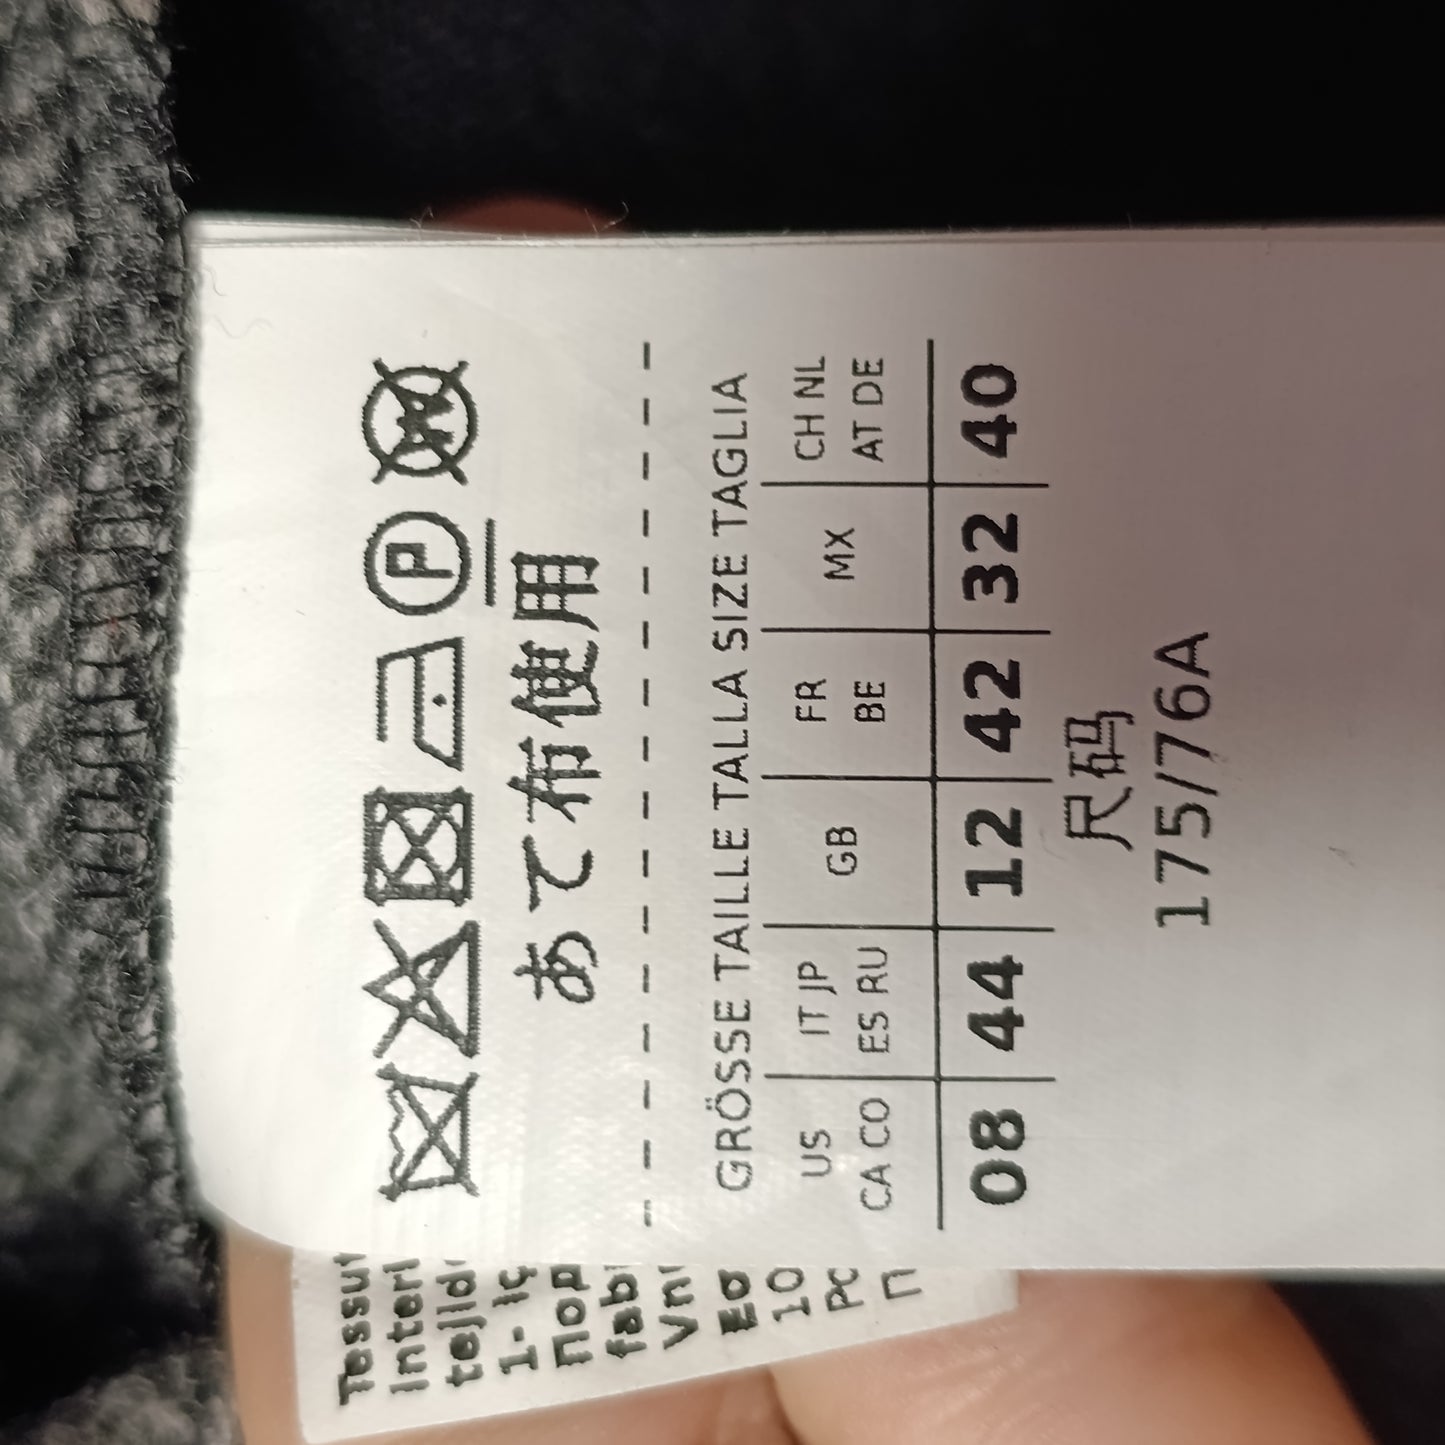 P
W
あて布使用
GRÖSSE TAILLE TALLA SIZE TAGLIA
US IT JP GB FR MX CH NL
CA CO ES RU BE AT DE
08 44 12 42 32 40
尺码
175/76A